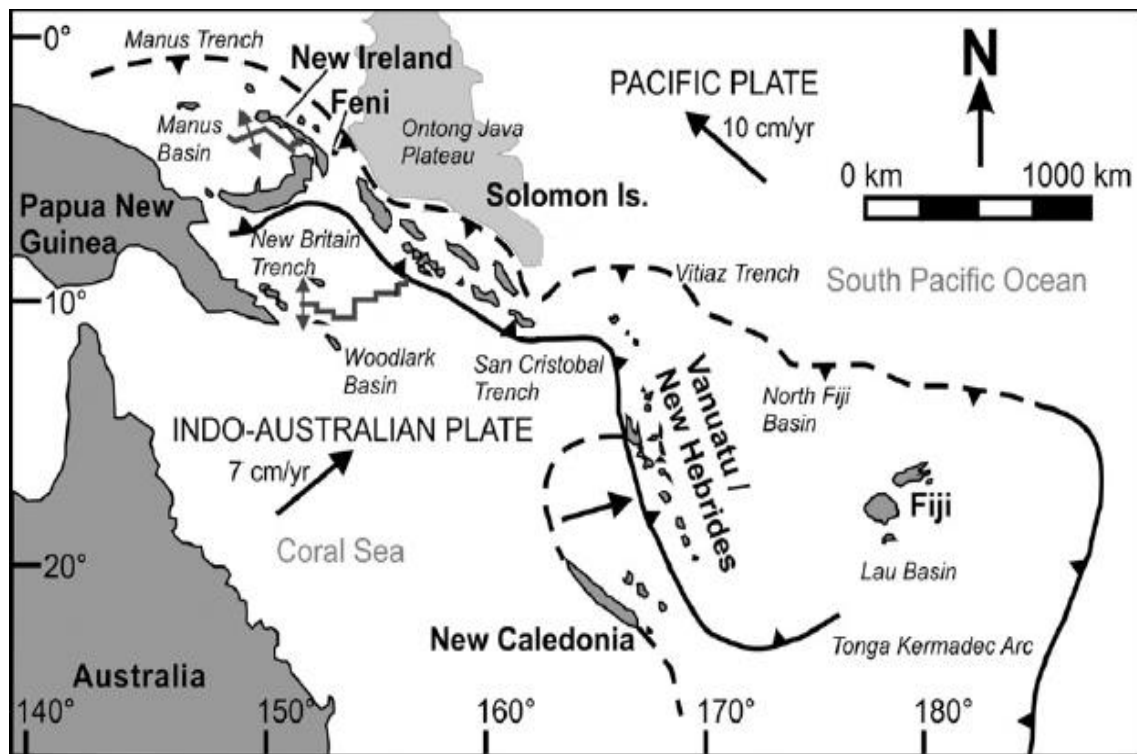 0°
Manus Trench
New Ireland
Feni
PACIFIC PLATE
10 cm/yr
N
Manus
Basin
Ontong Java
Plateau
0 km
1000 km
Papua New
Guinea
Solomon Is.
New Britain
Trench
Vitiaz Trench
South Pacific Ocean
10°
Woodlark
Basin
San Cristobal
Trench
Vanuatu /
New Hebrides
North Fiji
Basin
INDO-AUSTRALIAN PLATE
7 cm/yr
Fiji
Coral Sea
20°
Lau Basin
New Caledonia
Tonga Kermadec Arc
Australia
140°
150°
160°
170°
180°